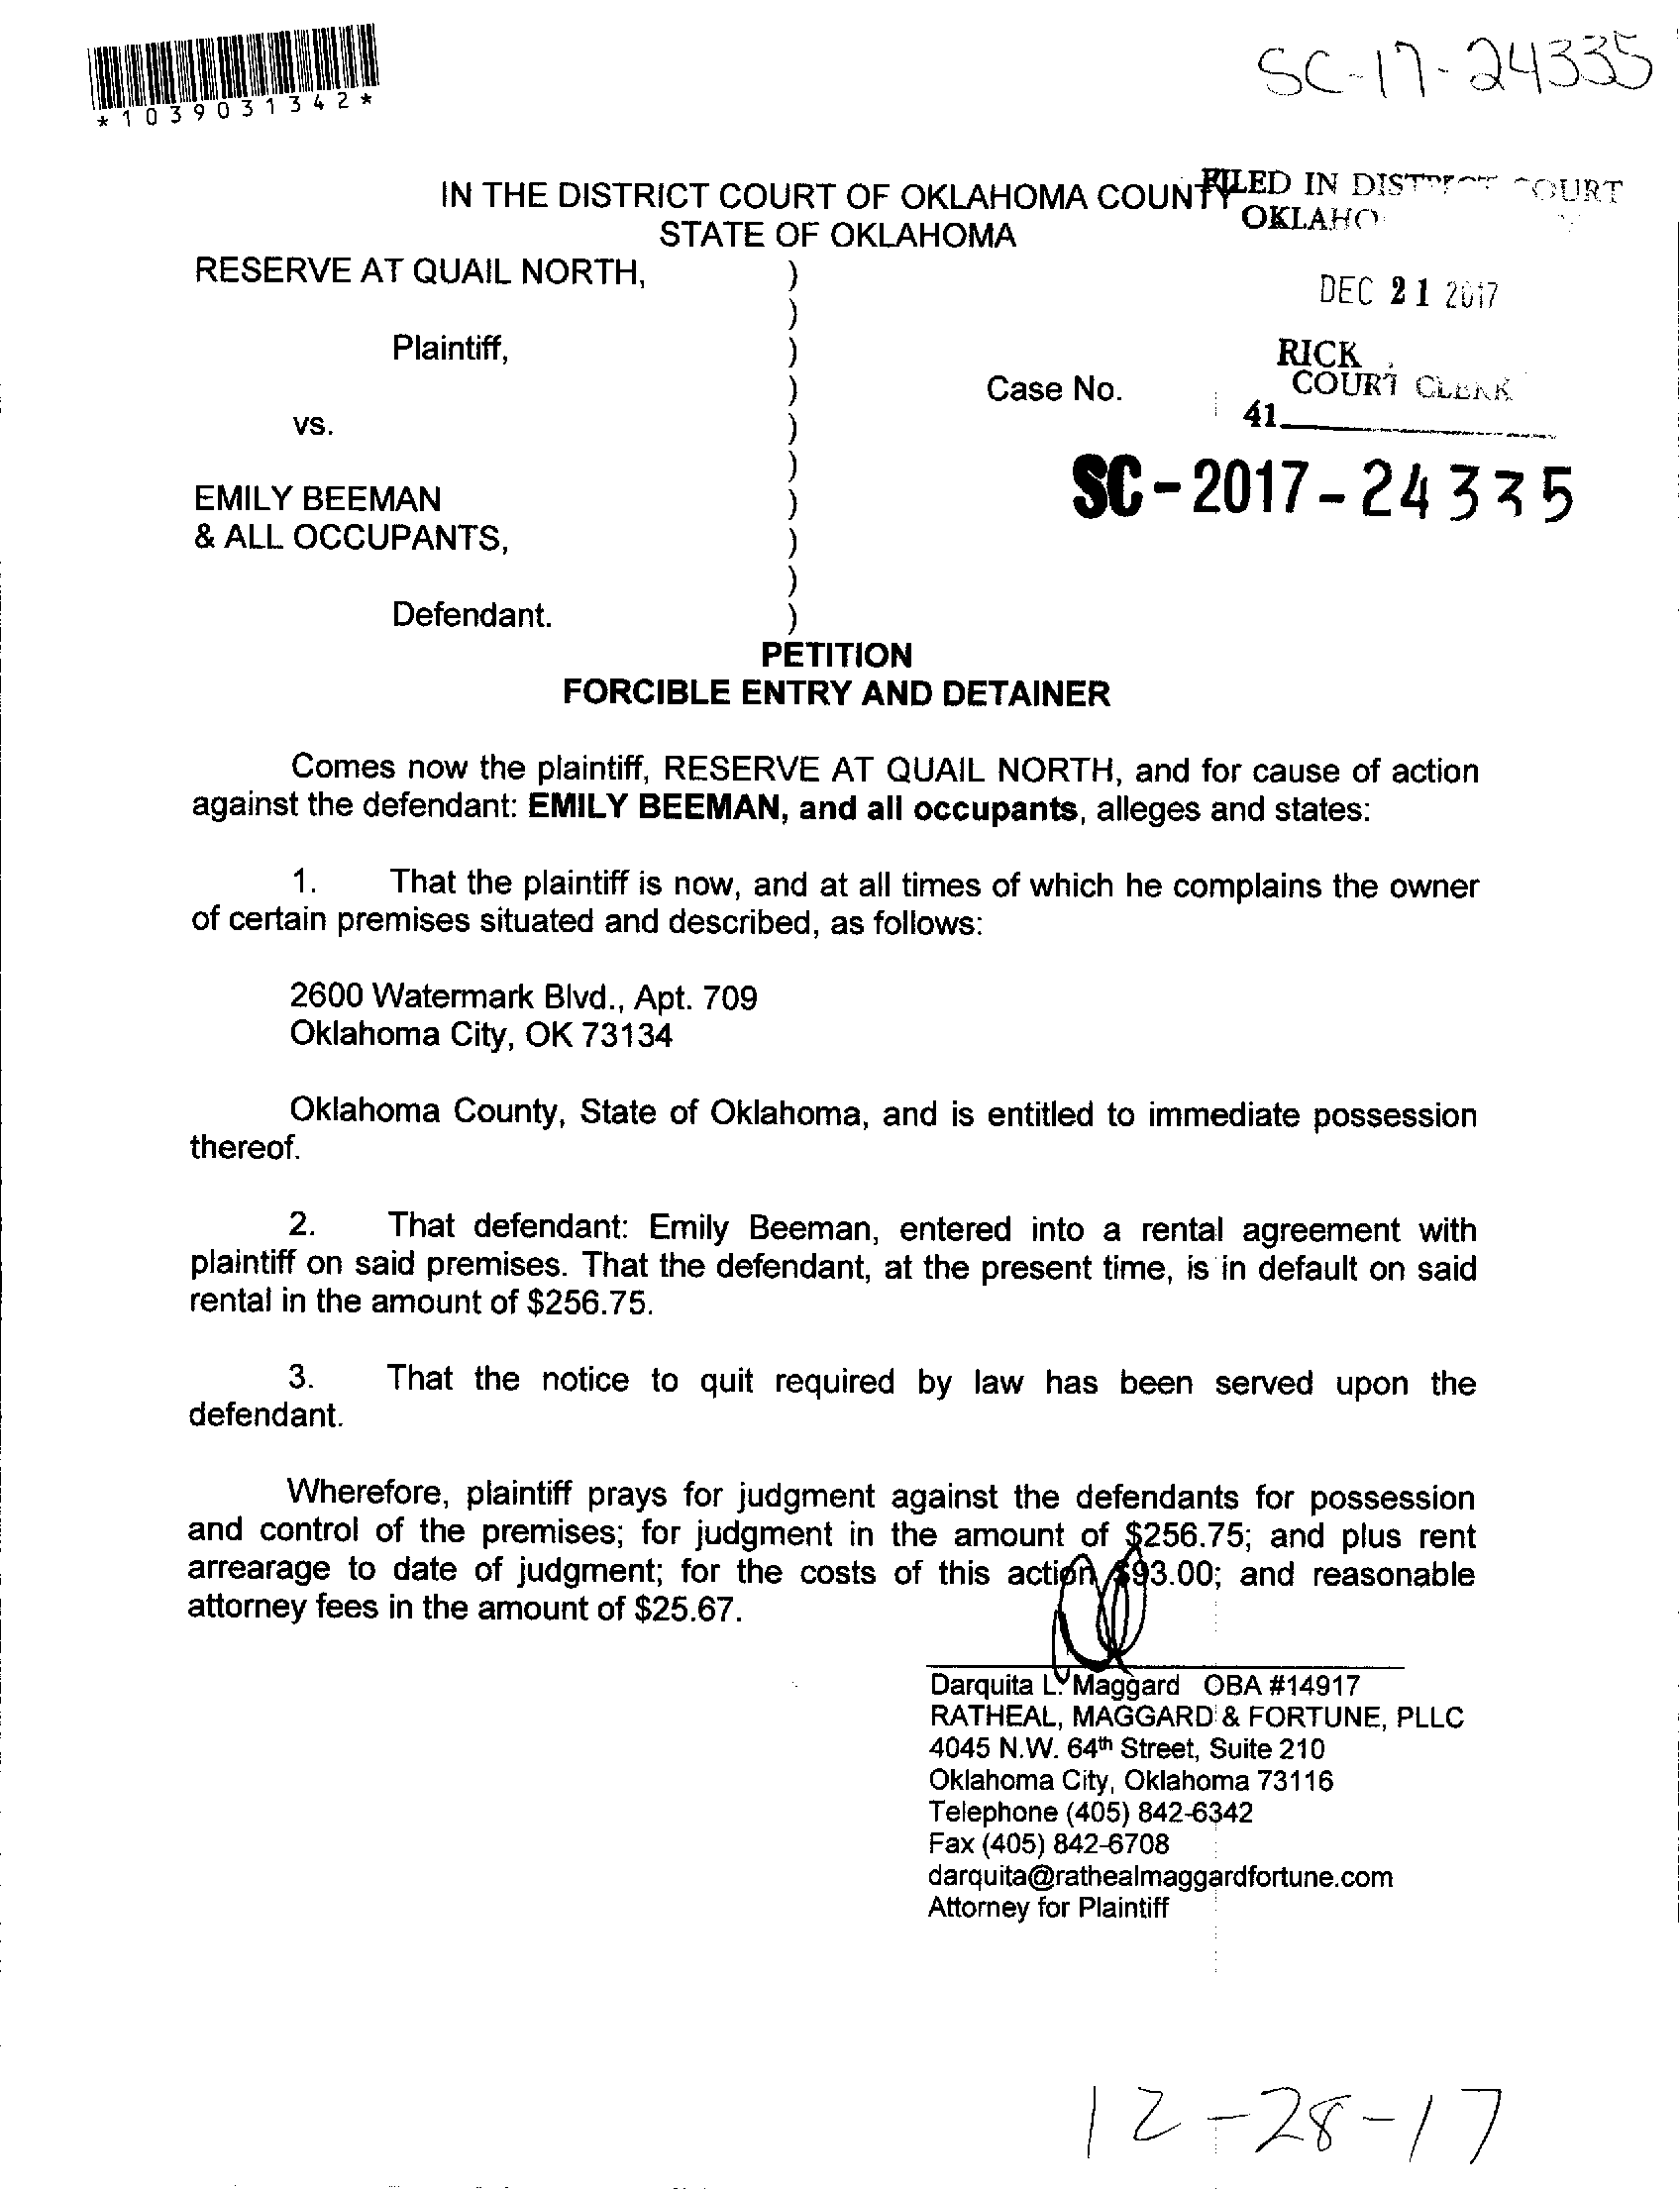 *1039031342*
SC-17-24335
IN THE DISTRICT COURT OF OKLAHOMA COUNTY
STATE OF OKLAHOMA
FILED IN DISTRICT COURT
DEC 21 2017
RICK
COURT CLERK
41
RESERVE AT QUAIL NORTH, )
)
Plaintiff, )
) Case No.
vs. )
)
SC-2017-24335
EMILY BEEMAN )
& ALL OCCUPANTS, )
)
Defendant. )
PETITION
FORCIBLE ENTRY AND DETAINER
Comes now the plaintiff, RESERVE AT QUAIL NORTH, and for cause of action
against the defendant: EMILY BEEMAN, and all occupants, alleges and states:
1. That the plaintiff is now, and at all times of which he complains the owner
of certain premises situated and described, as follows:
2600 Watermark Blvd., Apt. 709
Oklahoma City, OK 73134
Oklahoma County, State of Oklahoma, and is entitled to immediate possession
thereof.
2. That defendant: Emily Beeman, entered into a rental agreement with
plaintiff on said premises. That the defendant, at the present time, is in default on said
rental in the amount of $256.75.
3. That the notice to quit required by law has been served upon the
defendant.
Wherefore, plaintiff prays for judgment against the defendants for possession
and control of the premises; for judgment in the amount of $256.75; and plus rent
arrearage to date of judgment; for the costs of this action $93.00; and reasonable
attorney fees in the amount of $25.67.
Darquita L. Maggard OBA #14917
RATHEAL, MAGGARD & FORTUNE, PLLC
4045 N.W. 64th Street, Suite 210
Oklahoma City, Oklahoma 73116
Telephone (405) 842-6342
Fax (405) 842-6708
darquita@rathealmaggardfortune.com
Attorney for Plaintiff
12-28-17